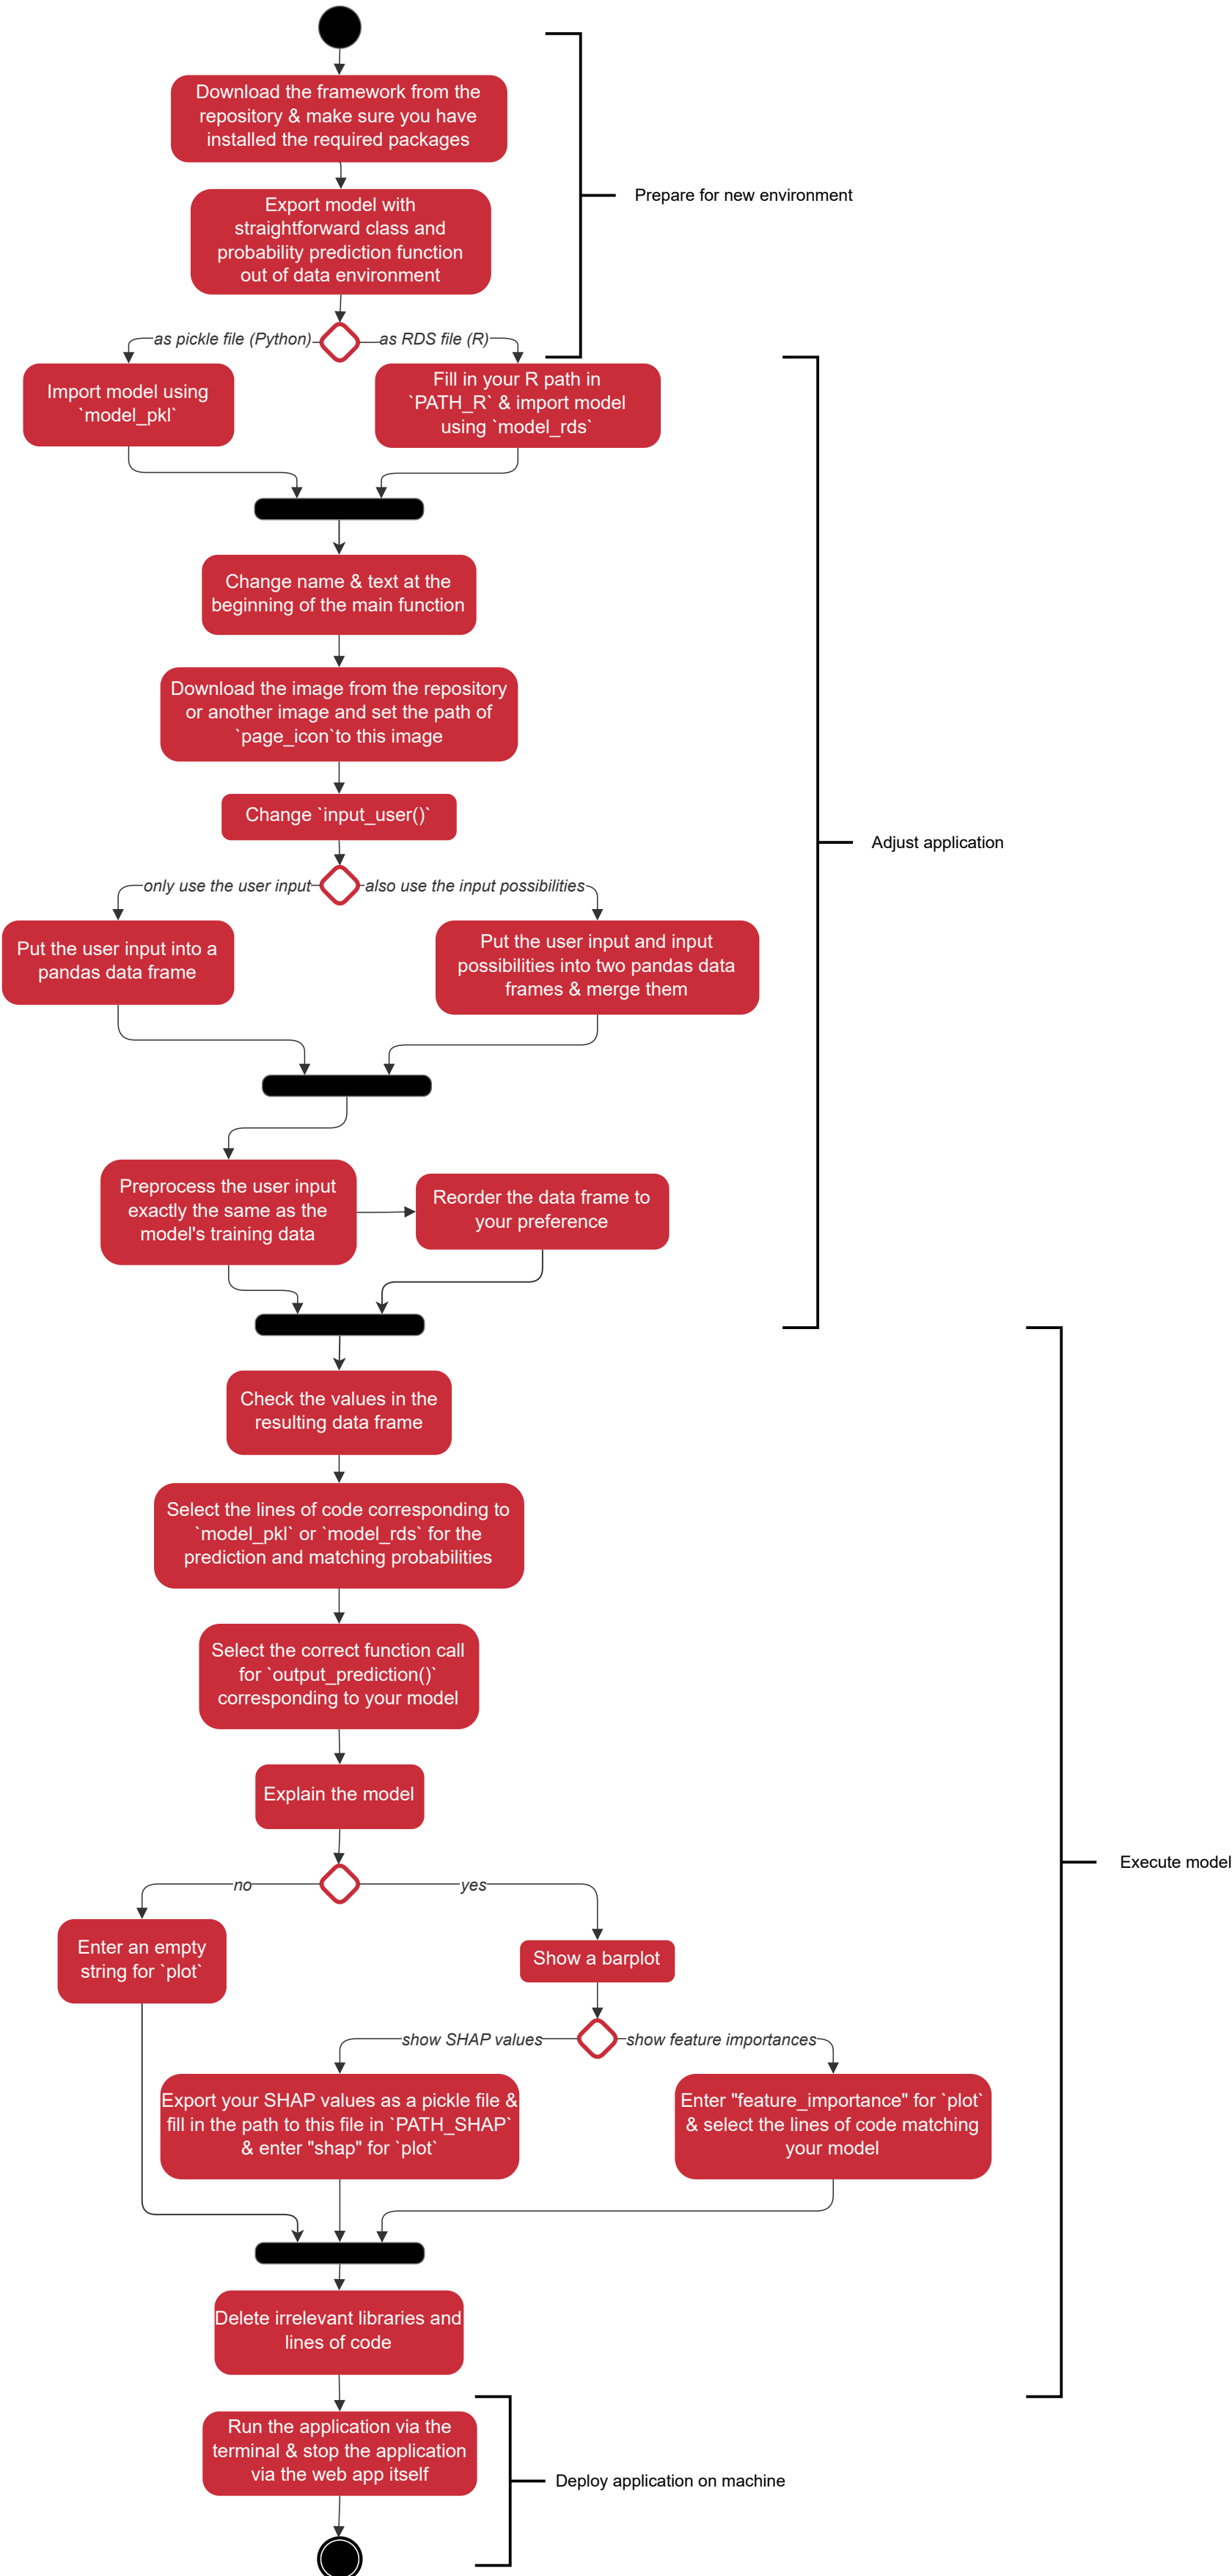 Download the framework from the
repository & make sure you have
installed the required packages
Prepare for new environment
Export model with
straightforward class and
probability prediction function
out of data environment
as pickle file (Python)
as RDS file (R)
Import model using
`model_pkl`
Fill in your R path in
`PATH_R` & import model
using `model_rds`
Change name & text at the
beginning of the main function
Download the image from the repository
or another image and set the path of
`page_icon`to this image
Change `input_user()`
Adjust application
only use the user input
also use the input possibilities
Put the user input into a
pandas data frame
Put the user input and input
possibilities into two pandas data
frames & merge them
Preprocess the user input
exactly the same as the
model's training data
Reorder the data frame to
your preference
Check the values in the
resulting data frame
Select the lines of code corresponding to
`model_pkl` or `model_rds` for the
prediction and matching probabilities
Select the correct function call
for `output_prediction()`
corresponding to your model
Explain the model
Execute model
no
yes
Enter an empty
string for `plot`
Show a barplot
show SHAP values
show feature importances
Export your SHAP values as a pickle file &
fill in the path to this file in `PATH_SHAP`
& enter "shap" for `plot`
Enter "feature_importance" for `plot`
& select the lines of code matching
your model
Delete irrelevant libraries and
lines of code
Run the application via the
terminal & stop the application
via the web app itself
Deploy application on machine